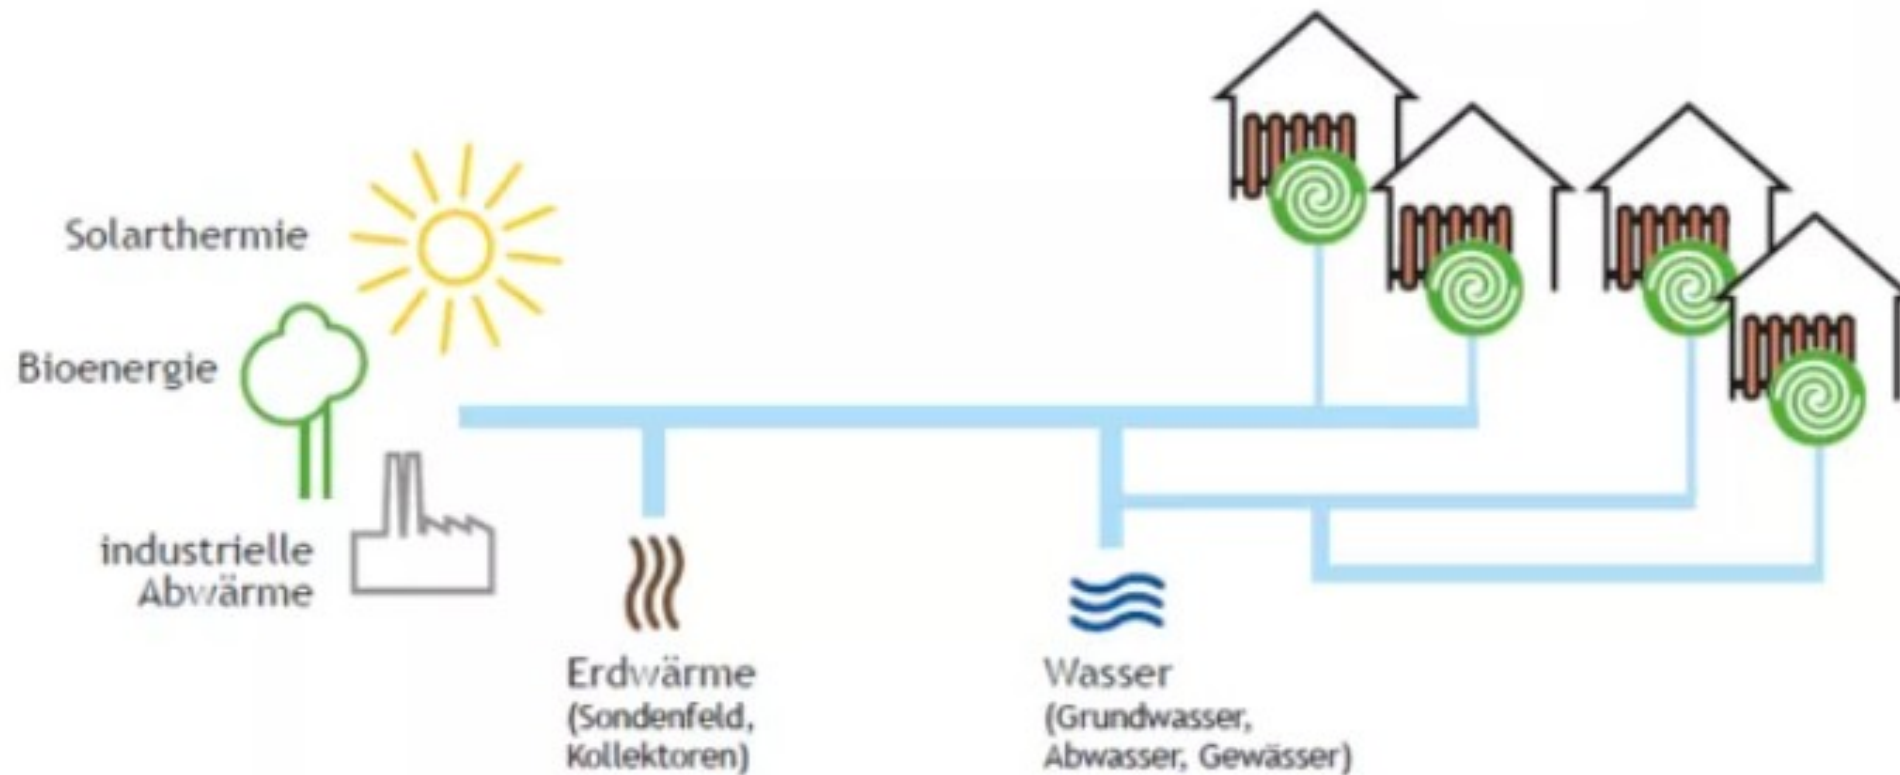 Solarthermie
Bioenergie
industrielle
Abwärme
Erdwärme
(Sondenfeld,
Kollektoren)
Wasser
(Grundwasser,
Abwasser, Gewässer)